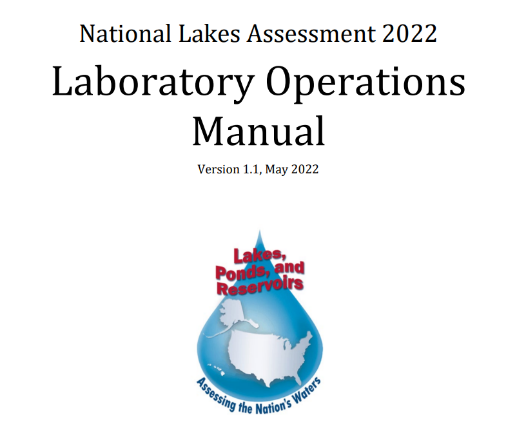 National Lakes Assessment 2022
Laboratory Operations
Manual
Version 1.1, May 2022
Lakes,
Ponds, and
Reservoirs
Assessing the Nation's Waters